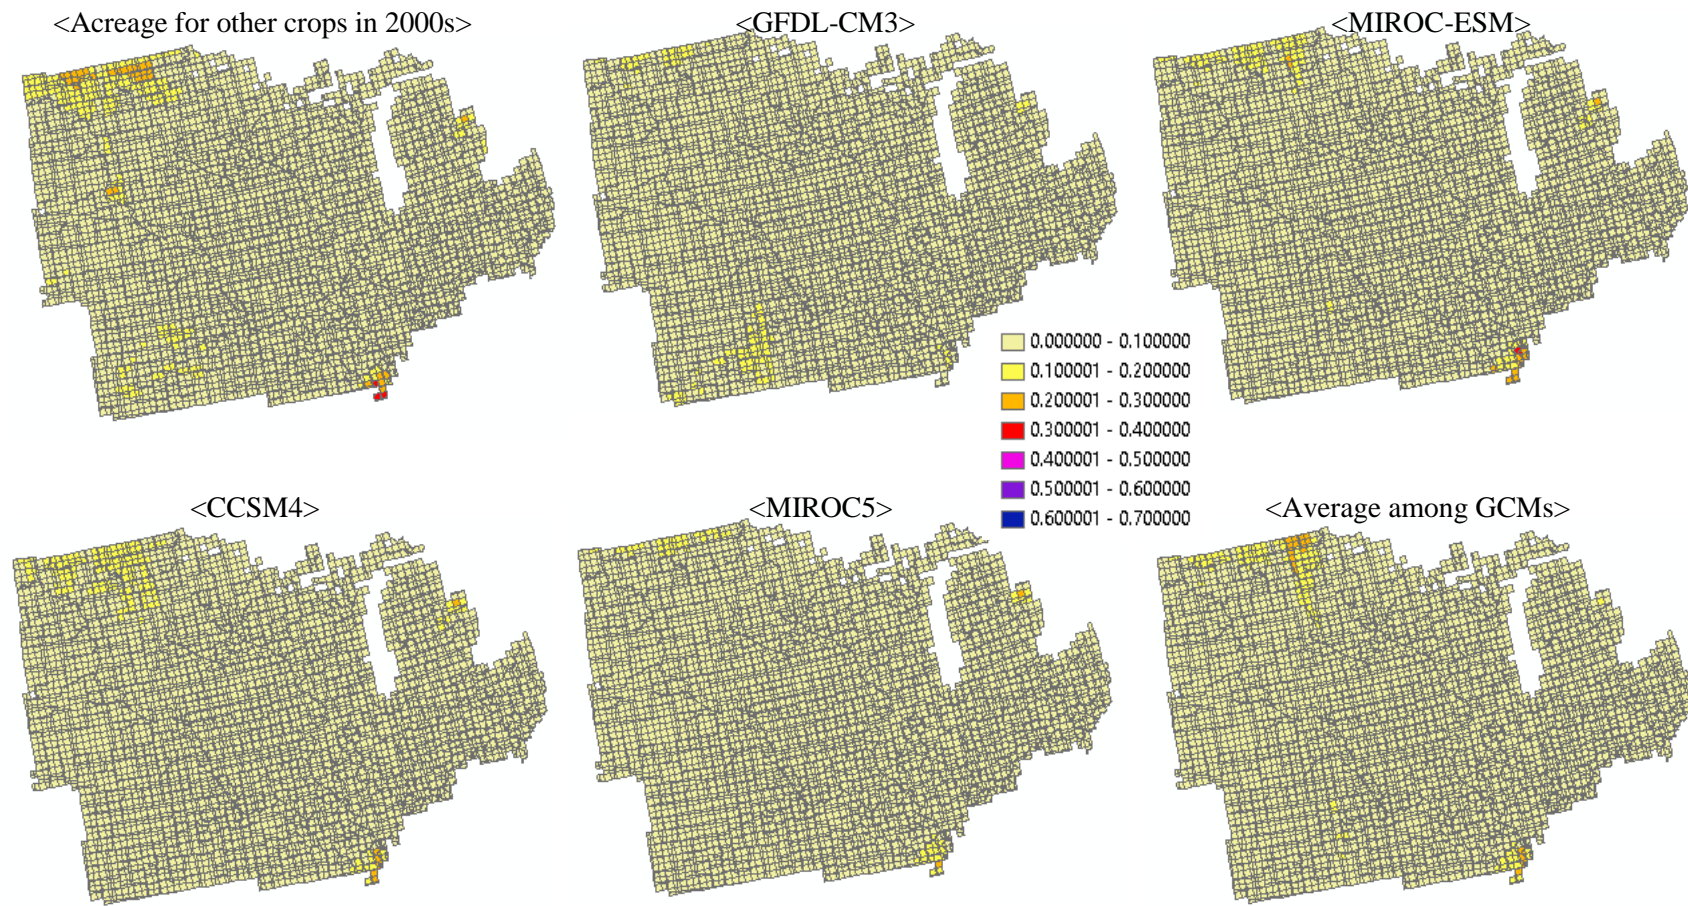 <Acreage for other crops in 2000s>
<GFDL-CM3>
<MIROC-ESM>
0.000000 - 0.100000
0.100001 - 0.200000
0.200001 - 0.300000
0.300001 - 0.400000
0.400001 - 0.500000
0.500001 - 0.600000
0.600001 - 0.700000
<CCSM4>
<MIROC5>
<Average among GCMs>